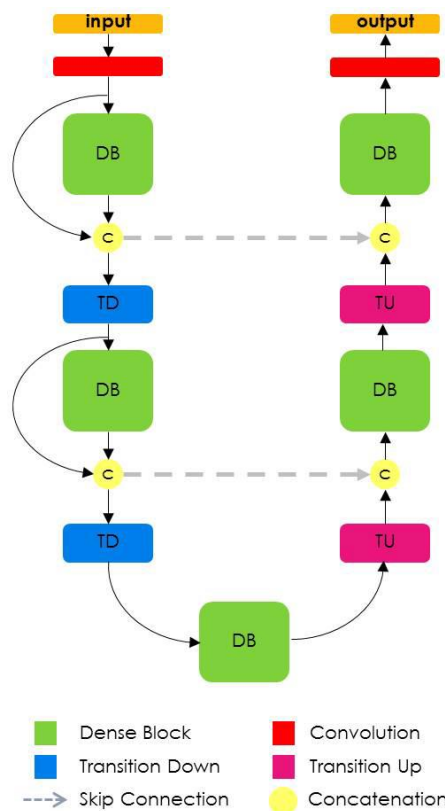 input
output
DB
DB
C
C
TD
TU
DB
DB
C
C
TD
TU
DB
Dense Block
Convolution
Transition Down
Transition Up
Skip Connection
Concatenation